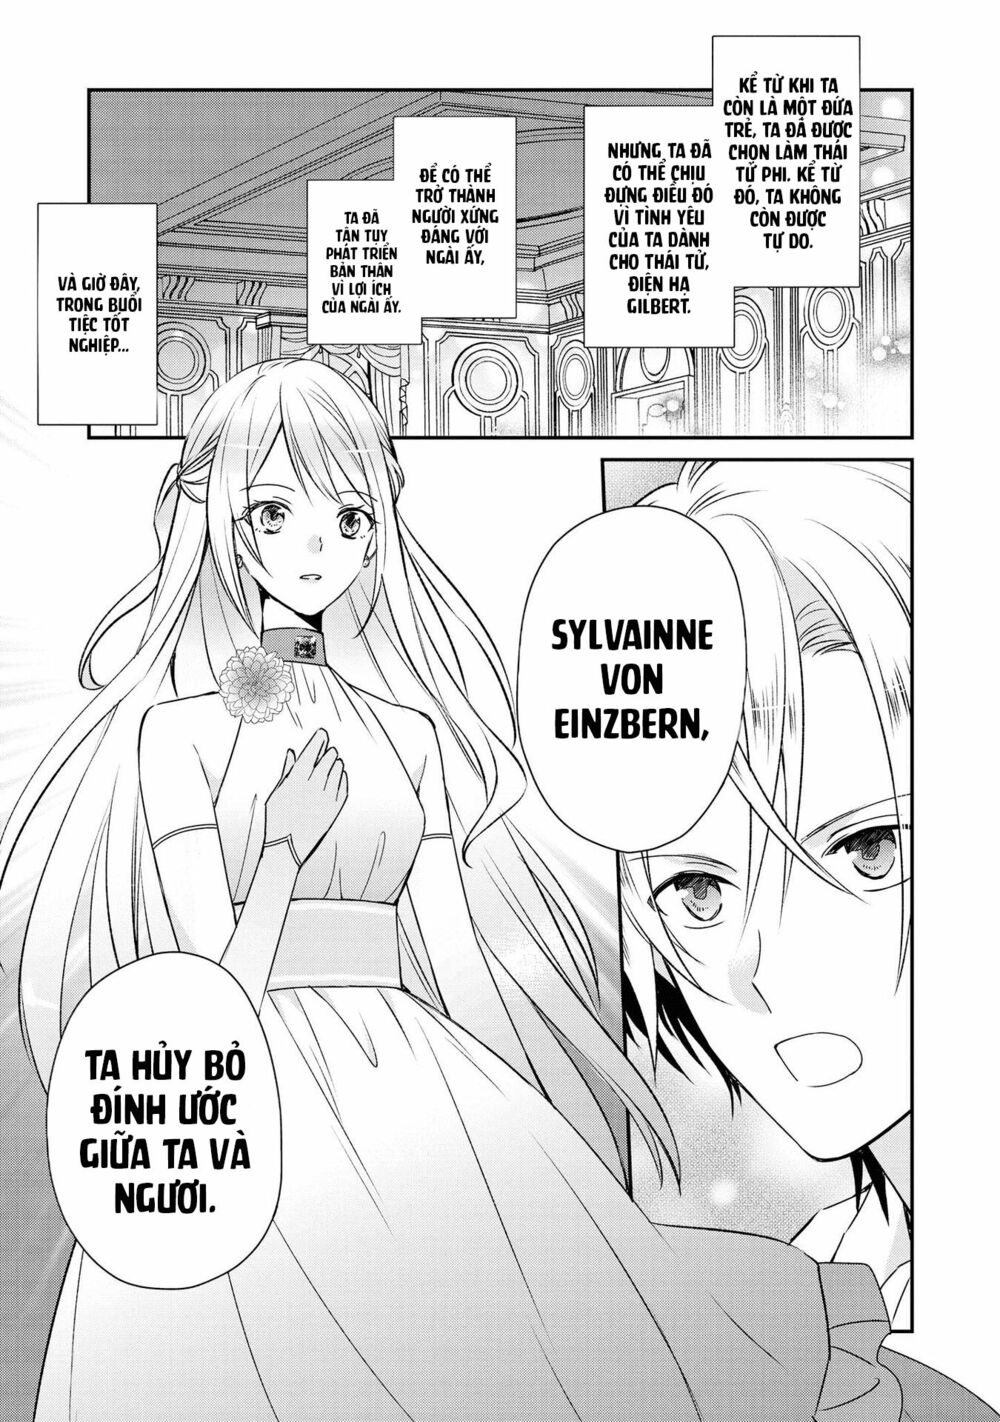 KỂ TỪ KHI TA
CÒN LÀ MỘT ĐỨA
TRẺ, TA ĐÃ ĐƯỢC
CHỌN LÀM THÁI
TỬ PHI. KỂ TỪ
ĐÓ, TA KHÔNG
CÒN ĐƯỢC
TỰ DO.
NHƯNG TA ĐÃ
CÓ THỂ CHỊU
ĐỰNG ĐIỀU ĐÓ
VÌ TÌNH YÊU
CỦA TA DÀNH
CHO THÁI TỬ,
ĐIỆN HẠ
GILBERT.
ĐỂ CÓ THỂ
TRỞ THÀNH
NGƯỜI XỨNG
ĐÁNG VỚI
NGÀI ẤY,
TA ĐÃ
TẬN TỤY
PHÁT TRIỂN
BẢN THÂN
VÌ LỢI ÍCH
CỦA NGÀI ẤY.
VÀ GIỜ ĐÂY,
TRONG BUỔI
TIỆC TỐT
NGHIỆP...
SYLVAINNE
VON
EINZBERN,
TA HỦY BỎ
ĐÍNH ƯỚC
GIỮA TA VÀ
NGƯƠI.